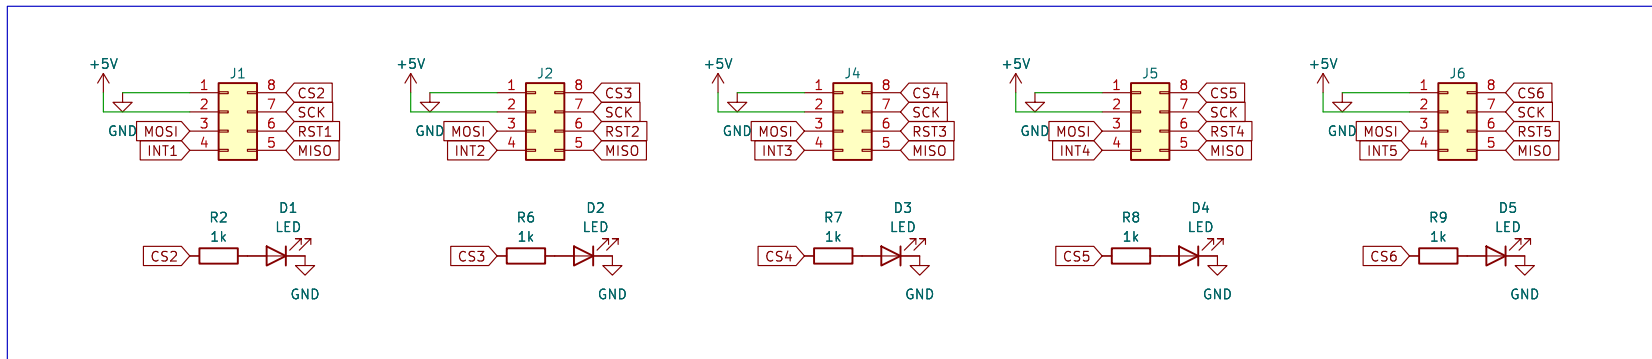 +5V +5V +5V +5V +5V
J1 J2 J4 J5 J6
1 8 CS2 1 8 CS3 1 8 CS4 1 8 CS5 1 8 CS6
2 7 SCK 2 7 SCK 2 7 SCK 2 7 SCK 2 7 SCK
GND MOSI 3 6 RST1 GND MOSI 3 6 RST2 GND MOSI 3 6 RST3 GND MOSI 3 6 RST4 GND MOSI 3 6 RST5
INT1 4 5 MISO INT2 4 5 MISO INT3 4 5 MISO INT4 4 5 MISO INT5 4 5 MISO
D1 D2 D3 D4 D5
R2 R6 R7 R8 R9
LED LED LED LED LED
1k 1k 1k 1k 1k
CS2 CS3 CS4 CS5 CS6
GND GND GND GND GND